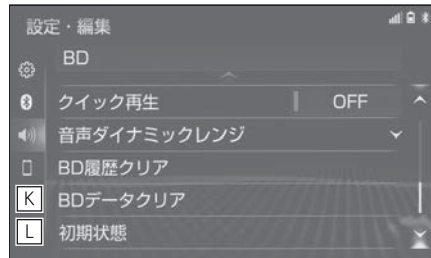 設定・編集
BD
クイック再生 OFF
音声ダイナミックレンジ
BD履歴クリア
K BDデータクリア
L 初期状態